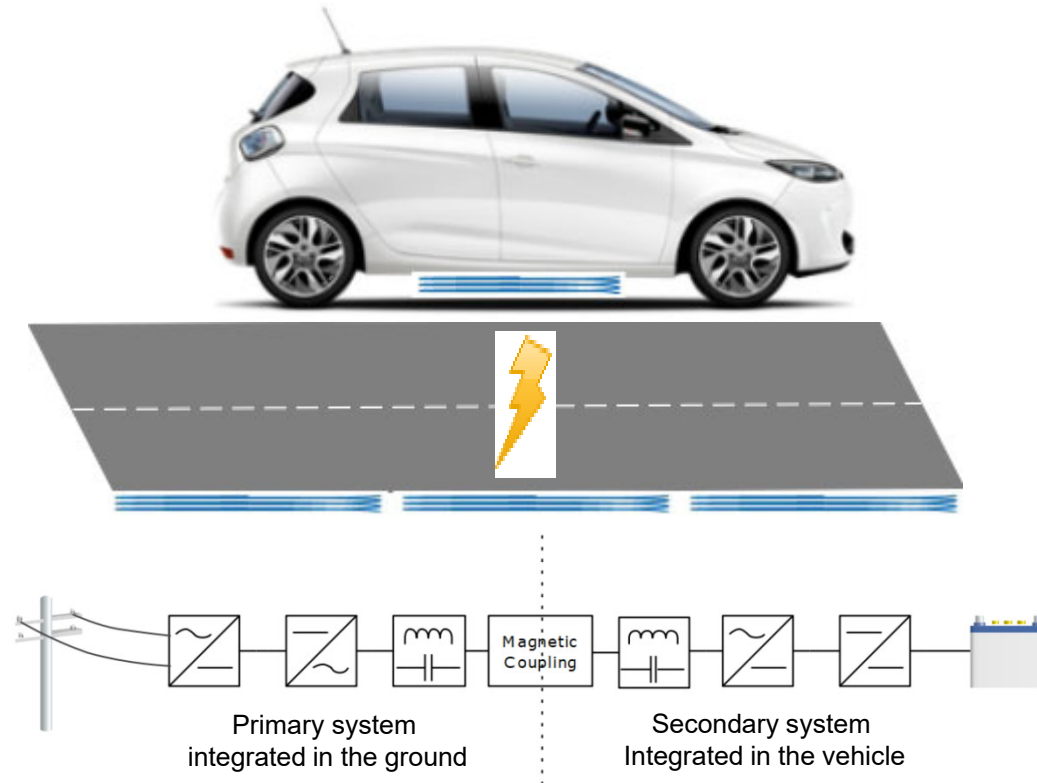 Magnetic
Coupling
Primary system
integrated in the ground
Secondary system
Integrated in the vehicle